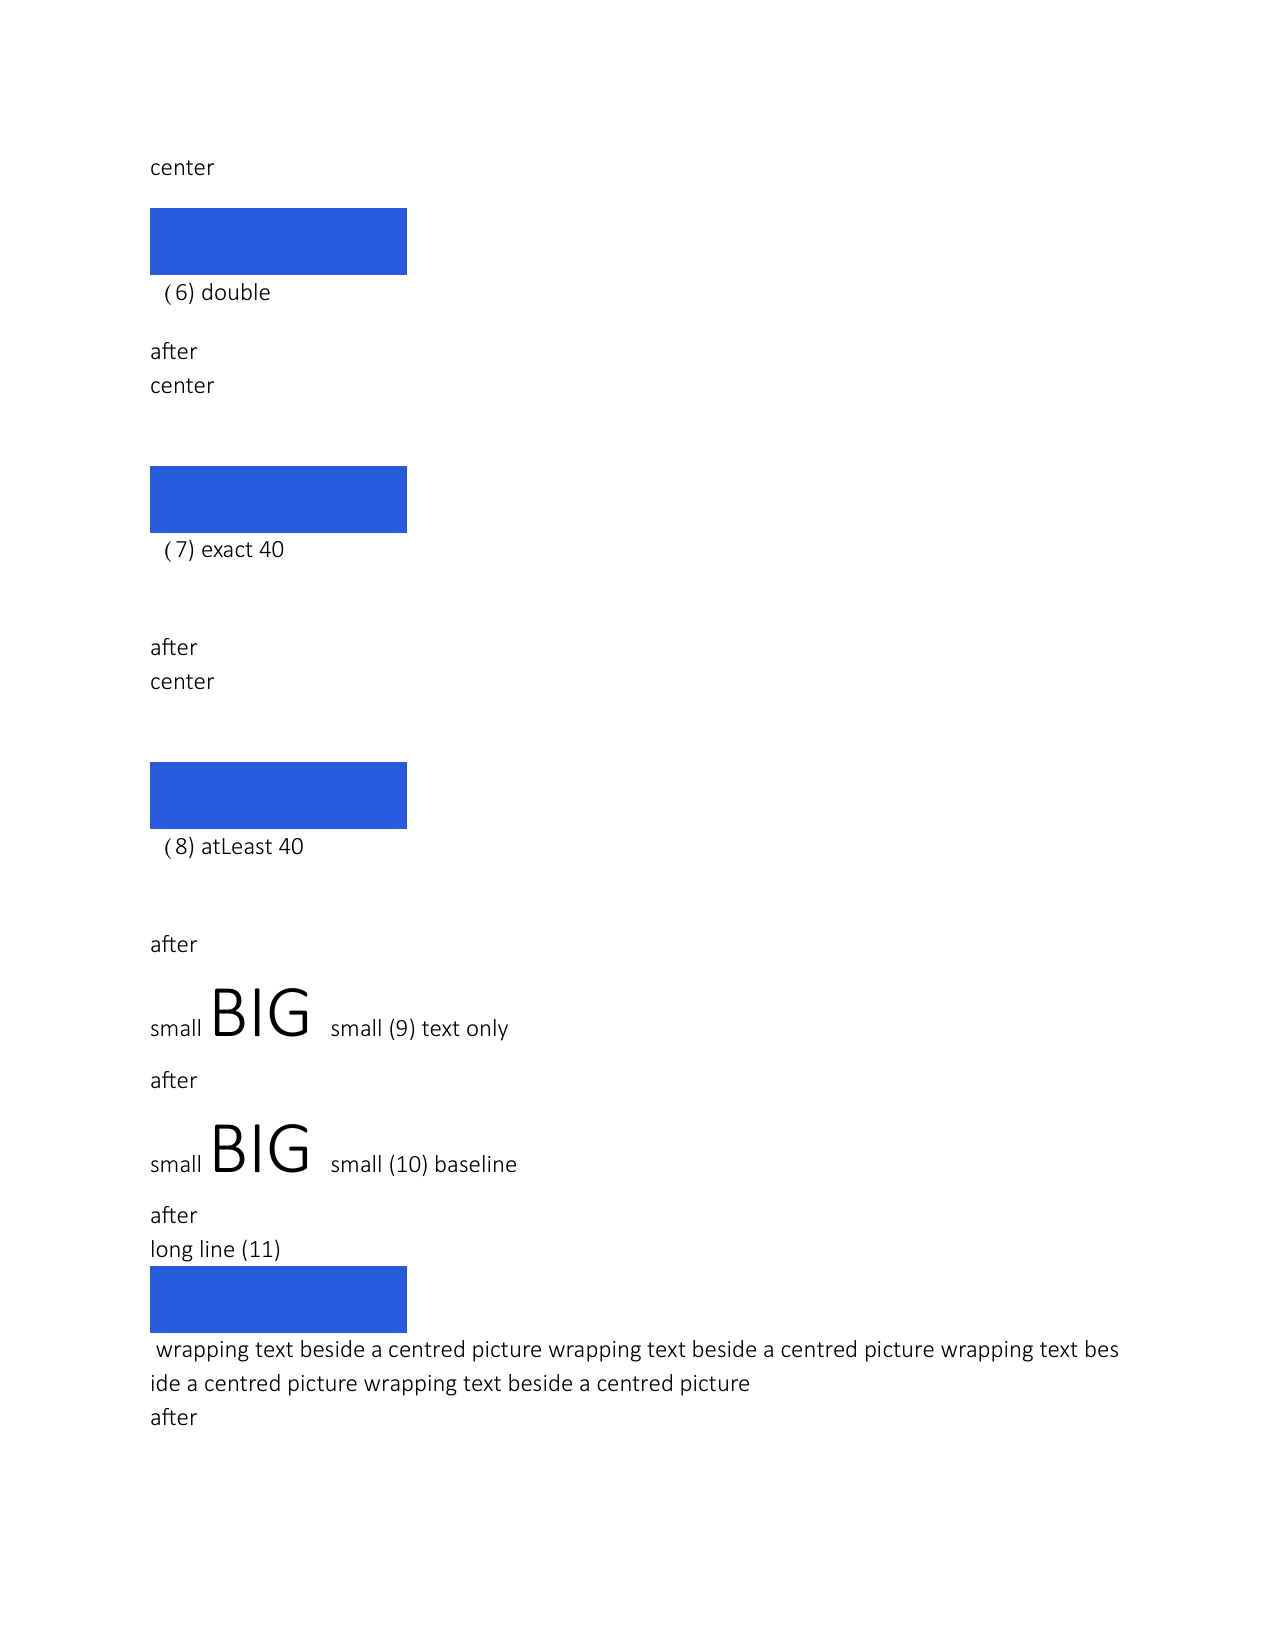 center
(6) double
after
center
(7) exact 40
after
center
(8) atLeast 40
after
small BIG small (9) text only
after
small BIG small (10) baseline
after
long line (11)
wrapping text beside a centred picture wrapping text beside a centred picture wrapping text bes
ide a centred picture wrapping text beside a centred picture
after